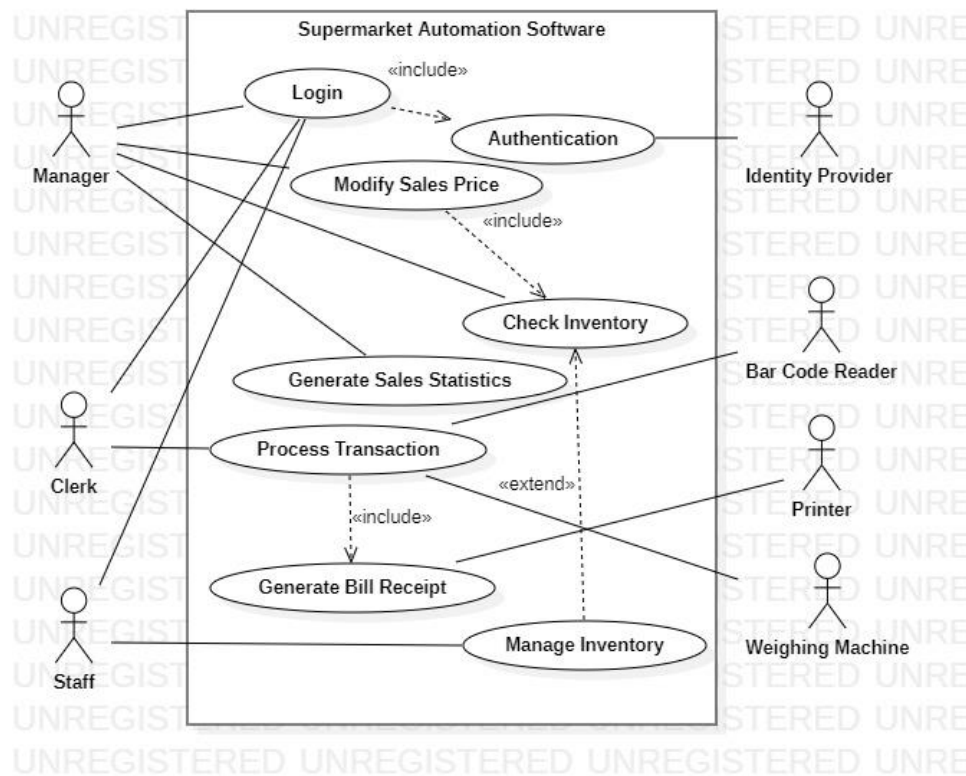 Supermarket Automation Software
«include»
Login
Authentication
Manager
Identity Provider
Modify Sales Price
«include»
Check Inventory
Bar Code Reader
Generate Sales Statistics
Process Transaction
Clerk
«extend»
Printer
«include»
Generate Bill Receipt
Manage Inventory
Weighing Machine
Staff
UNREGISTERED UNREGISTERED UNRE